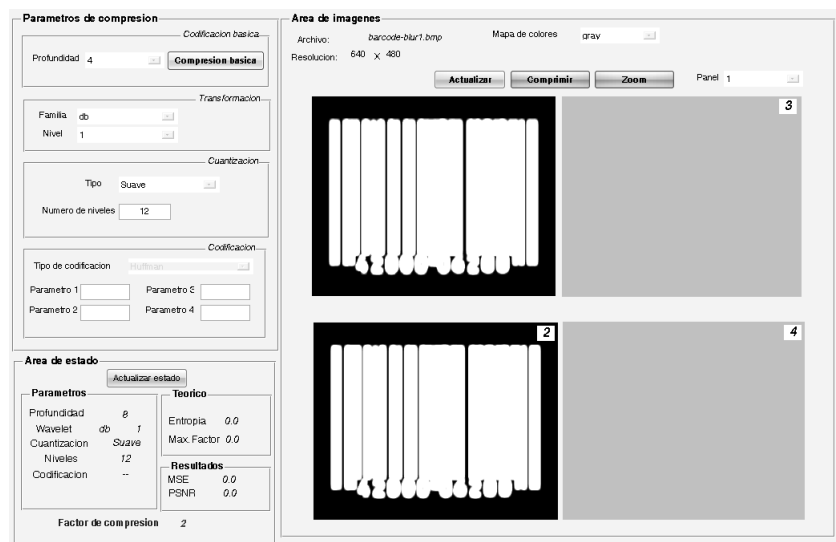 Parametros de compresion
Codificacion basica
Profundidad 4 Compresion basica
Transformacion
Familia db
Nivel 1
Cuantizacion
Tipo Suave
Numero de niveles 12
Codificacion
Tipo de codificacion Huffman
Parametro 1 Parametro 3
Parametro 2 Parametro 4
Area de estado
Actualizar estado
Parametros
Profundidad 8
Wavelet db 1
Cuantizacion Suave
Niveles 12
Codificacion --
Teorico
Entropia 0.0
Max. Factor 0.0
Resultados
MSE 0.0
PSNR 0.0
Factor de compresion 2
Area de imagenes
Archivo: barcode-blur1.bmp Mapa de colores gray
Resolucion: 640 x 480
Actualizar Comprimir Zoom Panel 1
3
2
4